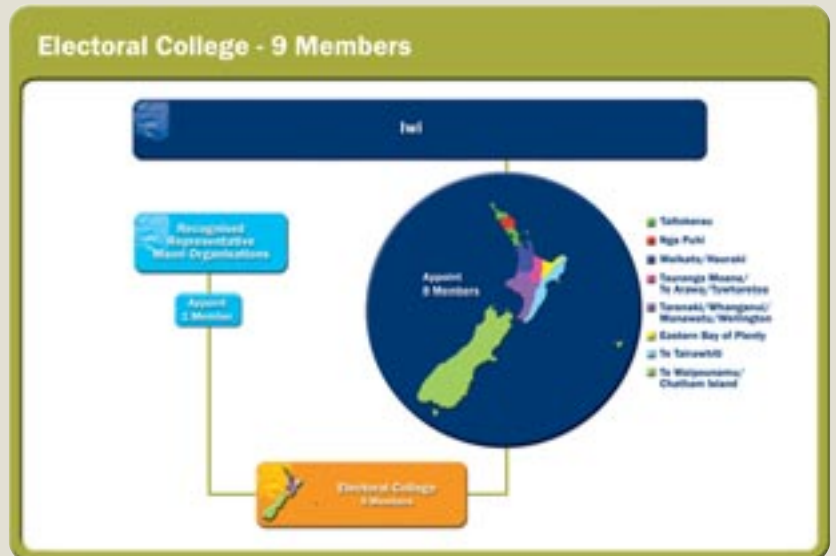 Electoral College - 9 Members
Iwi
Recognised
Representative
Maori Organisations
Appoint
1 Member
Appoint
8 Members
Taitokerau
Nga Puhi
Waikato/Hauraki
Tauranga Moana/
Te Arawa/Tuwharetoa
Taranaki/Whanganui/
Manawatu/Wellington
Eastern Bay of Plenty
Te Tairawhiti
Te Waipounamu/
Chatham Island
Electoral College
9 Members